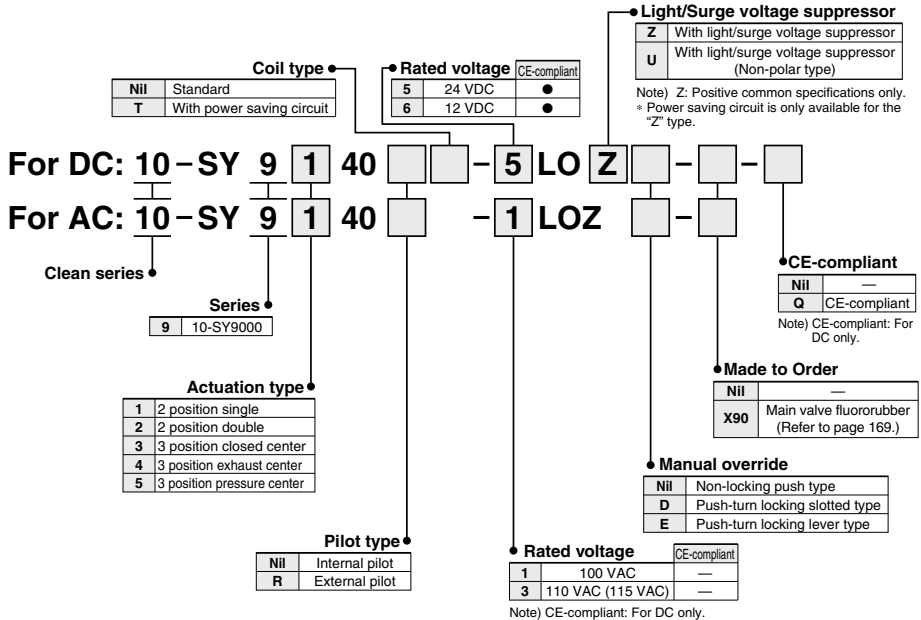 Light/Surge voltage suppressor
Z With light/surge voltage suppressor
U With light/surge voltage suppressor
(Non-polar type)
Note) Z: Positive common specifications only.
* Power saving circuit is only available for the
“Z” type.
Coil type
Nil Standard
T With power saving circuit
Rated voltage CE-compliant
5 24 VDC ●
6 12 VDC ●
For DC: 10-SY 9 1 40 - 5 LO Z - -
For AC: 10-SY 9 1 40 - 1 LOZ -
Clean series
Series
9 10-SY9000
Actuation type
1 2 position single
2 2 position double
3 3 position closed center
4 3 position exhaust center
5 3 position pressure center
Pilot type
Nil Internal pilot
R External pilot
Rated voltage CE-compliant
1 100 VAC —
3 110 VAC (115 VAC) —
Note) CE-compliant: For DC only.
Manual override
Nil Non-locking push type
D Push-turn locking slotted type
E Push-turn locking lever type
Made to Order
Nil —
X90 Main valve fluororubber
(Refer to page 169.)
CE-compliant
Nil —
Q CE-compliant
Note) CE-compliant: For
DC only.